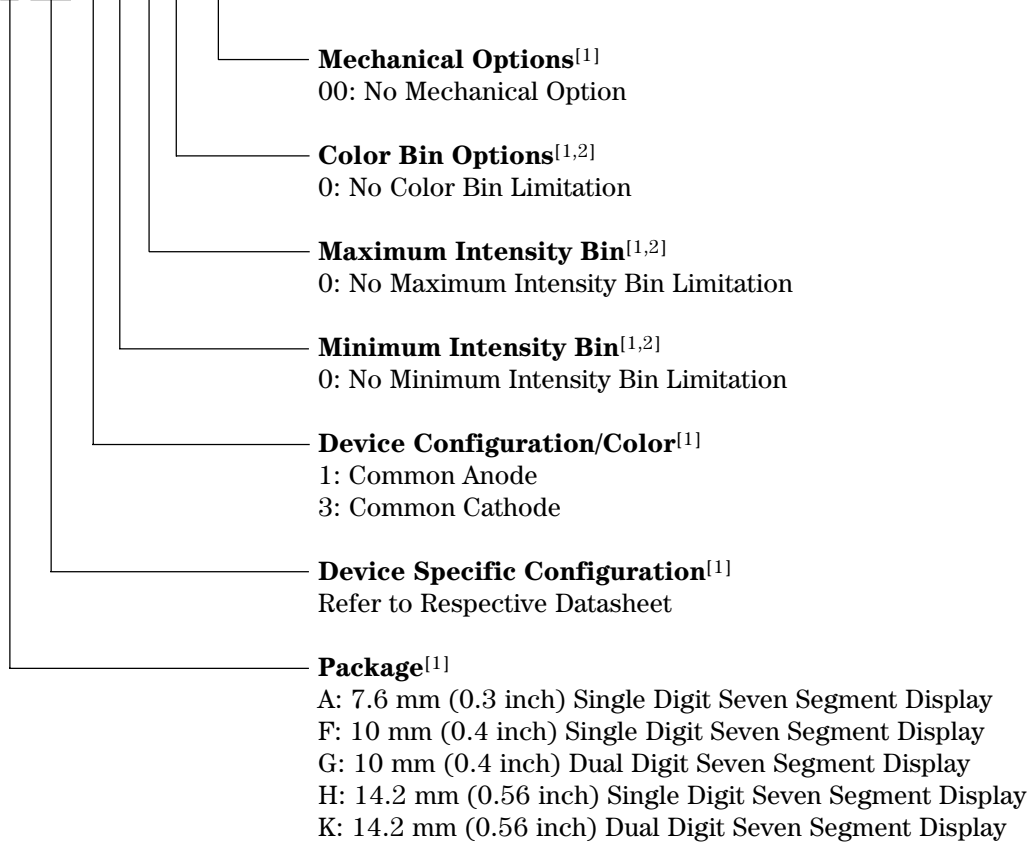 Mechanical Options[1]
00: No Mechanical Option
Color Bin Options[1,2]
0: No Color Bin Limitation
Maximum Intensity Bin[1,2]
0: No Maximum Intensity Bin Limitation
Minimum Intensity Bin[1,2]
0: No Minimum Intensity Bin Limitation
Device Configuration/Color[1]
1: Common Anode
3: Common Cathode
Device Specific Configuration[1]
Refer to Respective Datasheet
Package[1]
A: 7.6 mm (0.3 inch) Single Digit Seven Segment Display
F: 10 mm (0.4 inch) Single Digit Seven Segment Display
G: 10 mm (0.4 inch) Dual Digit Seven Segment Display
H: 14.2 mm (0.56 inch) Single Digit Seven Segment Display
K: 14.2 mm (0.56 inch) Dual Digit Seven Segment Display